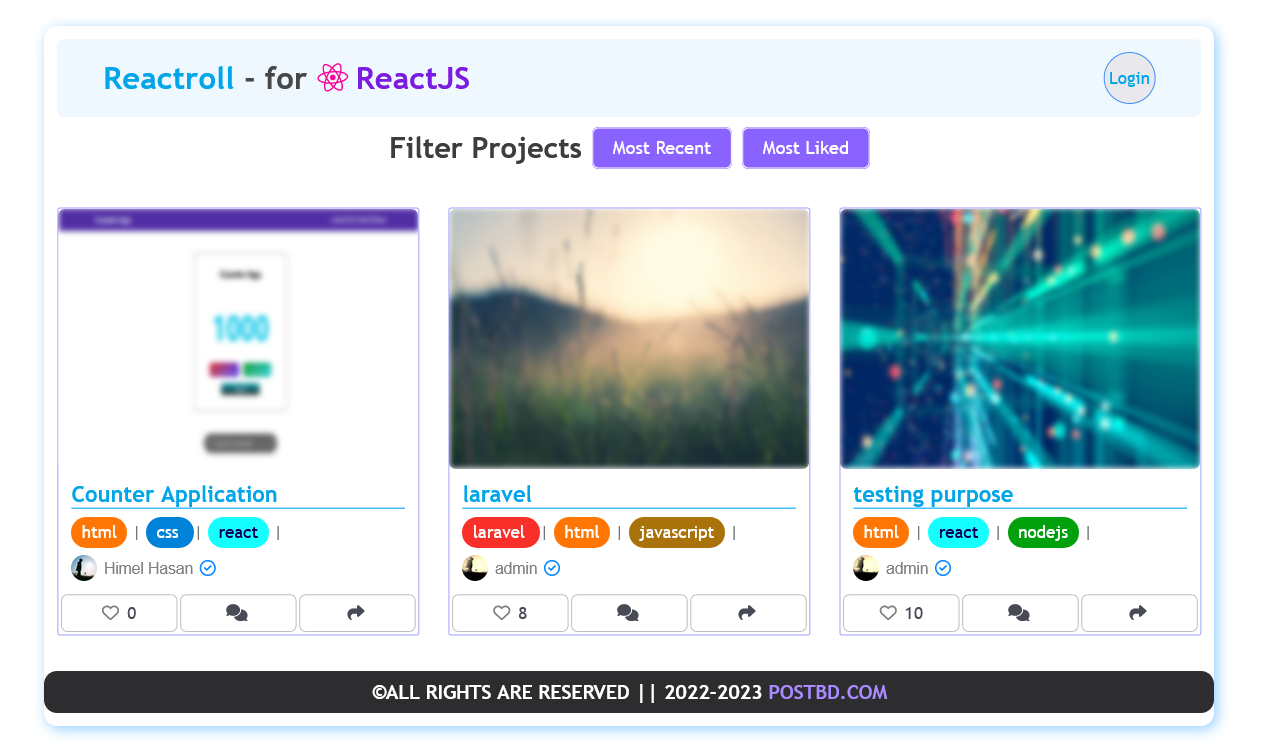 Reactroll - for ReactJS
Login
Filter Projects Most Recent Most Liked
Counter App
1000
Counter Application
html | css | react |
Himel Hasan
0
laravel
laravel | html | javascript |
admin
8
testing purpose
html | react | nodejs |
admin
10
©ALL RIGHTS ARE RESERVED || 2022-2023 POSTBD.COM